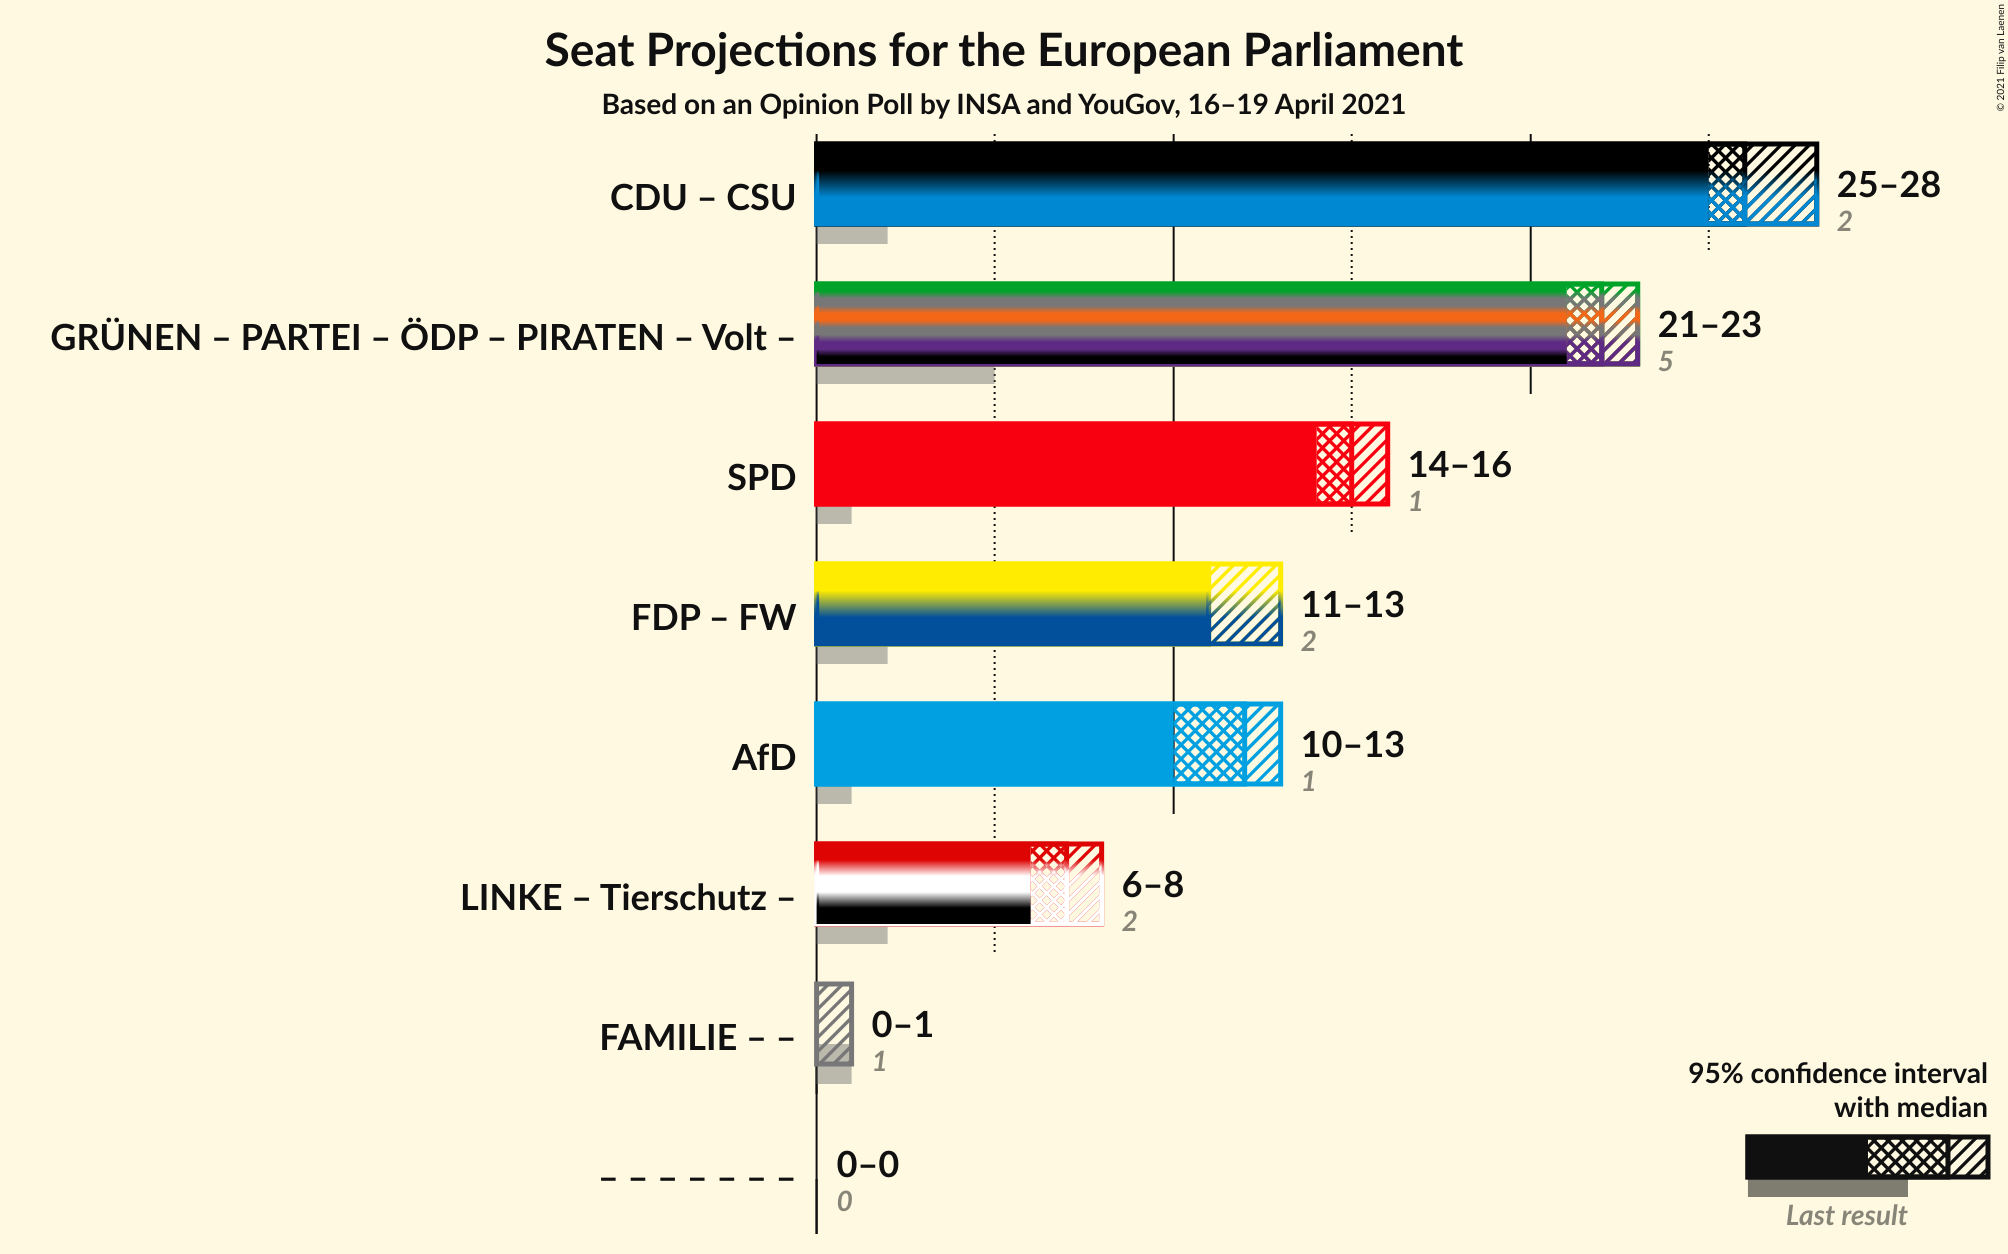 Seat Projections for the European Parliament
Based on an Opinion Poll by INSA and YouGov, 16–19 April 2021
© 2021 Filip van Laenen
CDU – CSU
25–28
2
GRÜNEN – PARTEI – ÖDP – PIRATEN – Volt –
21–23
5
SPD
14–16
1
FDP – FW
11–13
2
AfD
10–13
1
LINKE – Tierschutz –
6–8
2
FAMILIE – –
0–1
1
– – – – – – –
0–0
0
95% confidence interval
with median
Last result